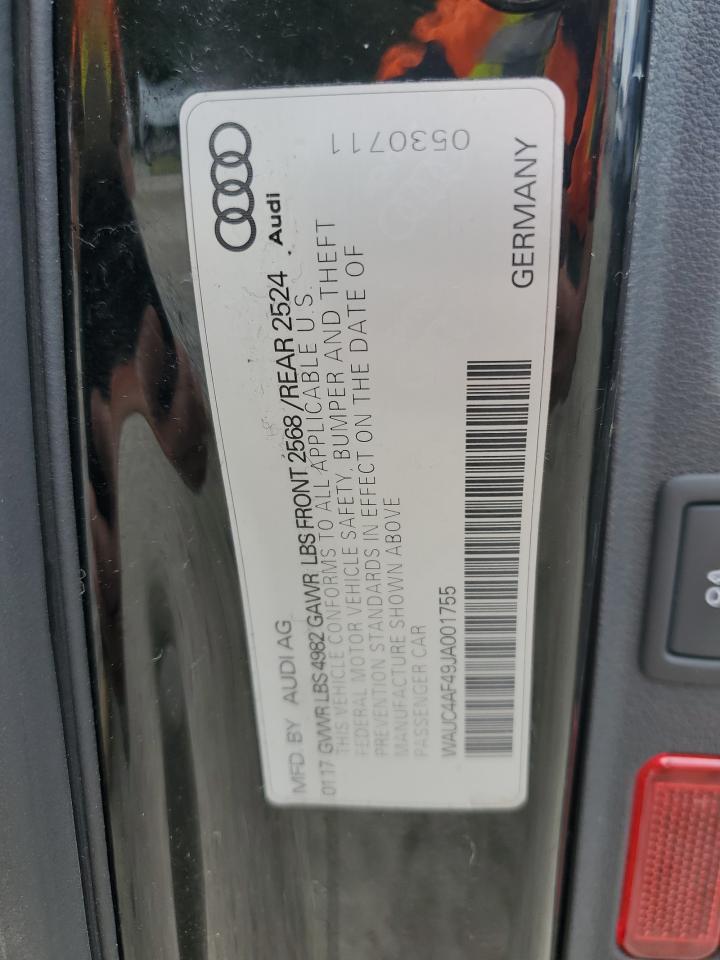 Audi
MFD BY AUDI AG
01 17 GVWR LBS 4982 GAWR LBS FRONT 2568 / REAR 2524
THIS VEHICLE CONFORMS TO ALL APPLICABLE U.S.
FEDERAL MOTOR VEHICLE SAFETY, BUMPER AND THEFT
PREVENTION STANDARDS IN EFFECT ON THE DATE OF
MANUFACTURE SHOWN ABOVE
PASSENGER CAR
WAUC4AF49JA001755
GERMANY
0530711